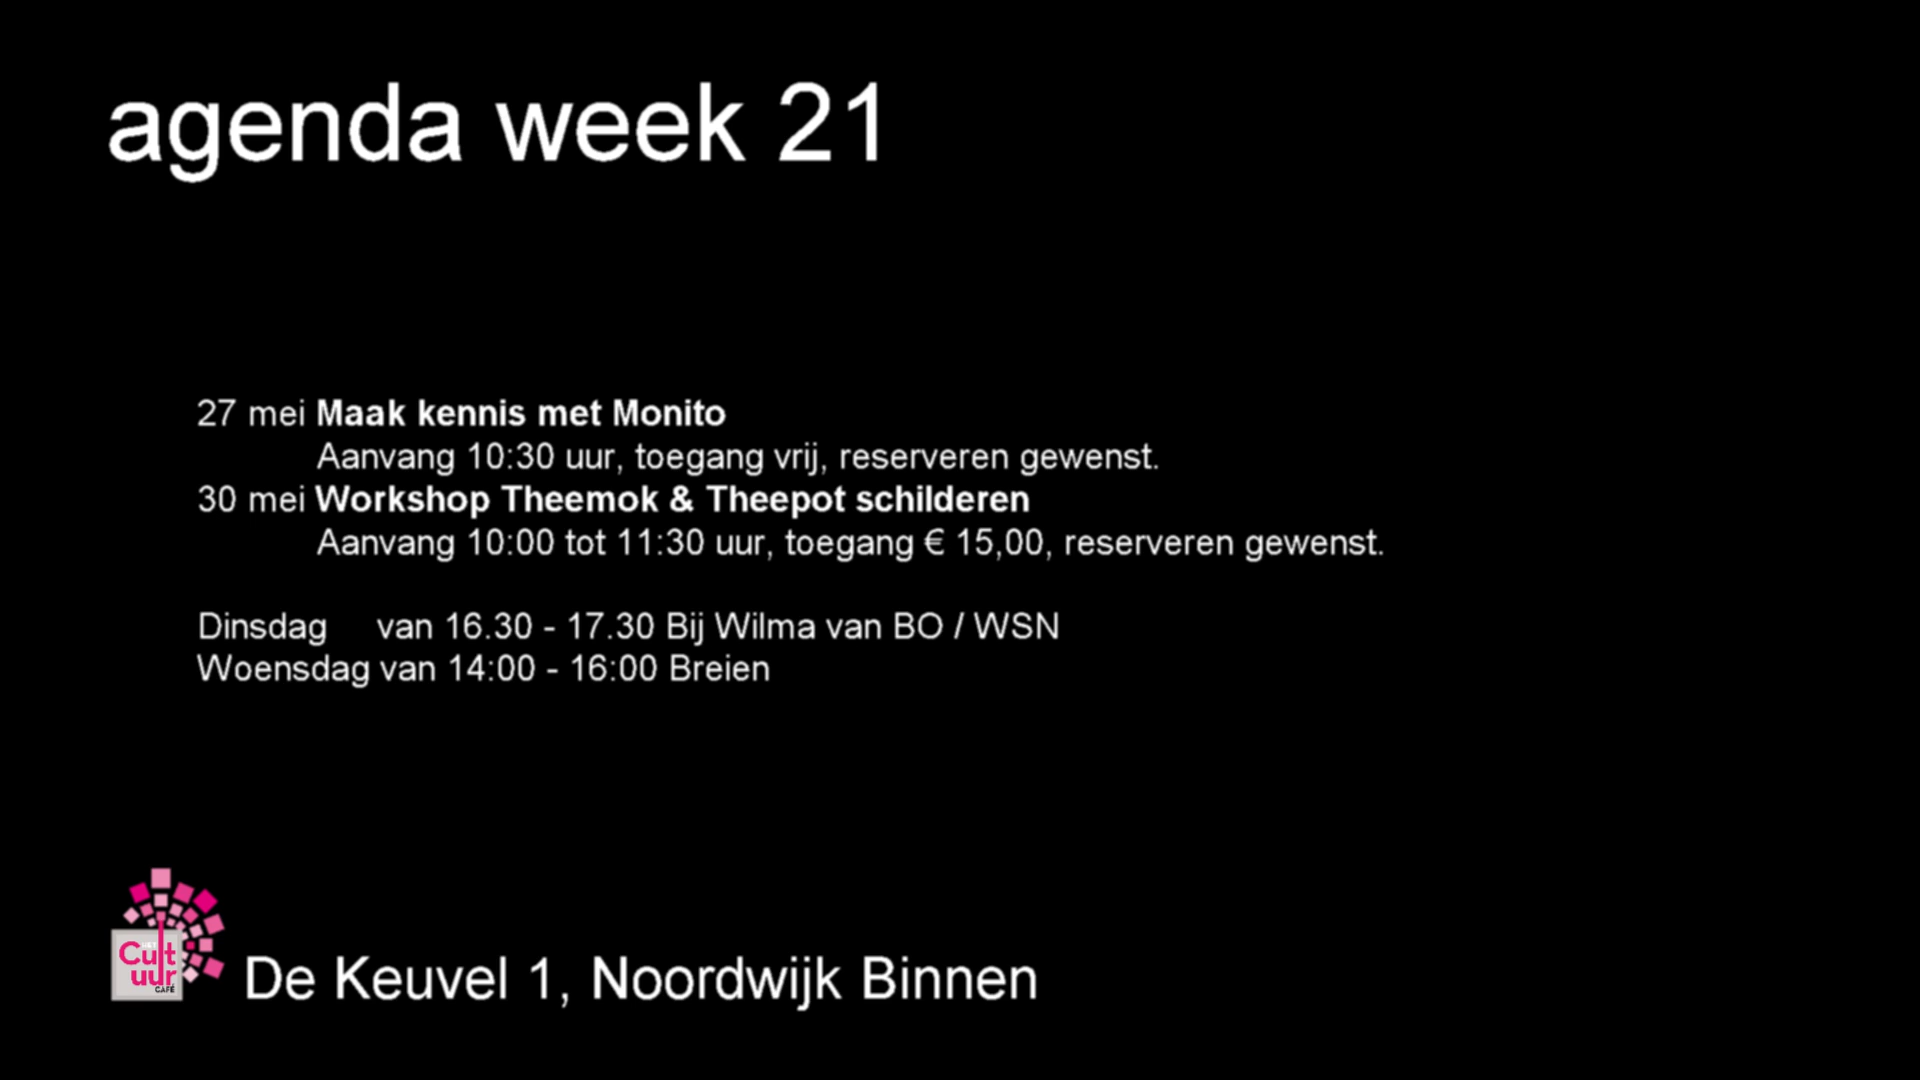 agenda week 21
27 mei Maak kennis met Monito
Aanvang 10:30 uur, toegang vrij, reserveren gewenst.
30 mei Workshop Theemok & Theepot schilderen
Aanvang 10:00 tot 11:30 uur, toegang € 15,00, reserveren gewenst.
Dinsdag van 16.30 - 17.30 Bij Wilma van BO / WSN
Woensdag van 14:00 - 16:00 Breien
HET
Cult
uur
CAFÉ
De Keuvel 1, Noordwijk Binnen